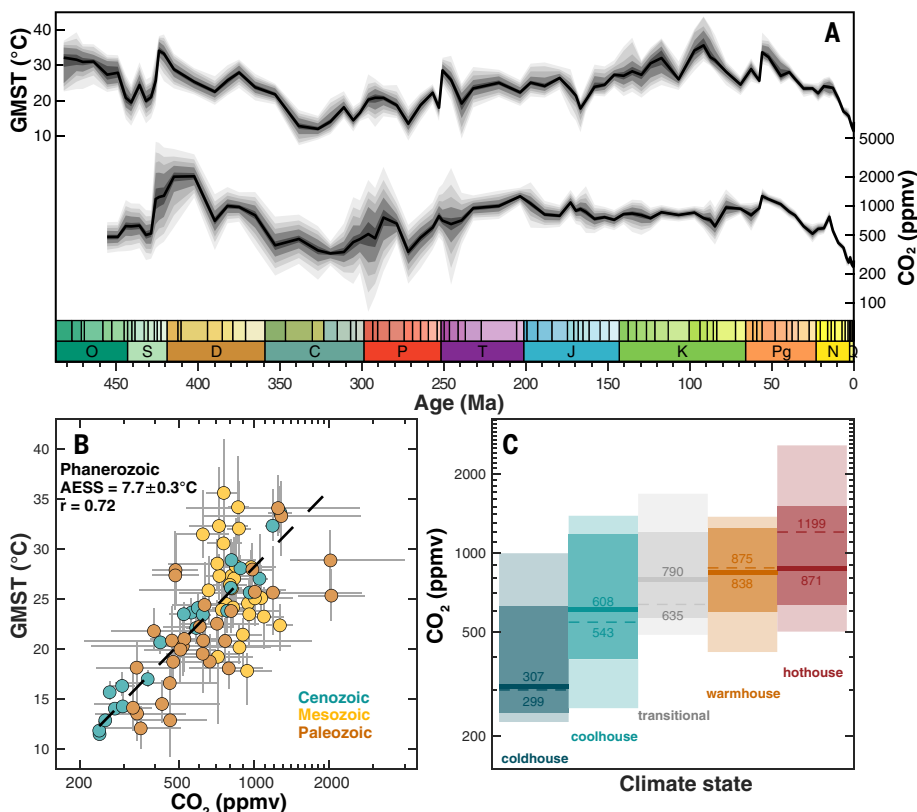 A
GMST (°C)
40
30
20
10
5000
2000
1000
500
200
100
CO2 (ppmv)
O S D C P T J K Pg N Q
450 400 350 300 250 200 150 100 50 0
Age (Ma)
B
Phanerozoic
AESS = 7.7±0.3°C
r = 0.72
GMST (°C)
40
35
30
25
20
15
10
Cenozoic
Mesozoic
Paleozoic
200 500 1000 2000
CO2 (ppmv)
C
CO2 (ppmv)
2000
1000
500
200
307
299
coldhouse
608
543
coolhouse
790
635
transitional
875
838
warmhouse
1199
871
hothouse
Climate state